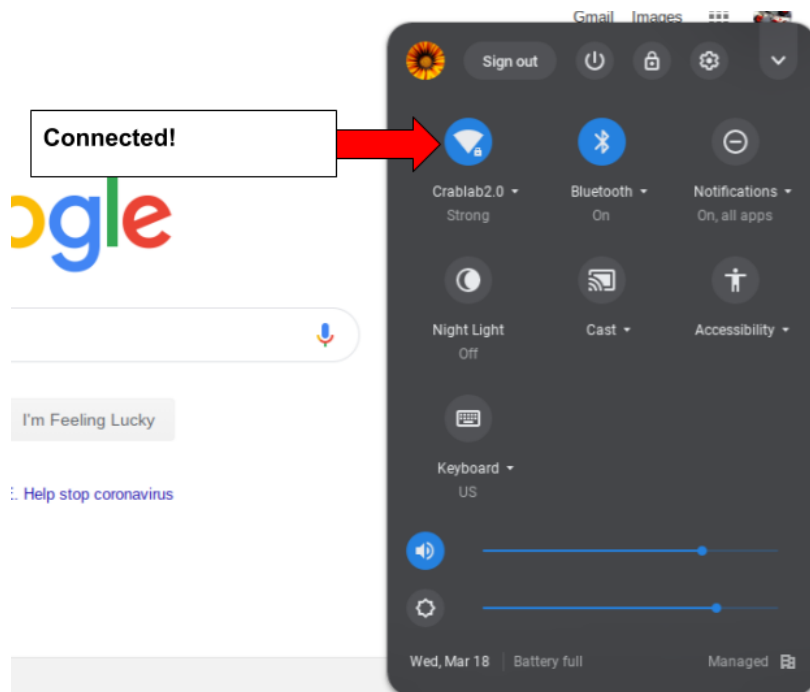 Gmail Images
Sign out
Connected!
Crablab2.0
Strong
Bluetooth
On
Notifications
On, all apps
ogle
Night Light
Off
Cast
Accessibility
I'm Feeling Lucky
Keyboard
US
. Help stop coronavirus
Wed, Mar 18
Battery full
Managed